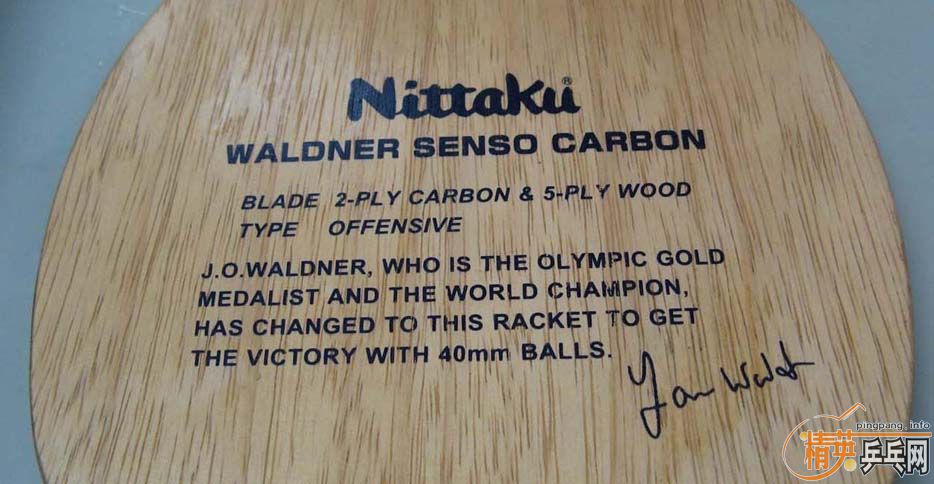 Nittaku®
WALDNER SENSO CARBON
BLADE 2-PLY CARBON & 5-PLY WOOD
TYPE OFFENSIVE
J.O.WALDNER, WHO IS THE OLYMPIC GOLD
MEDALIST AND THE WORLD CHAMPION,
HAS CHANGED TO THIS RACKET TO GET
THE VICTORY WITH 40mm BALLS.
pingpang.info
精英乒乓网